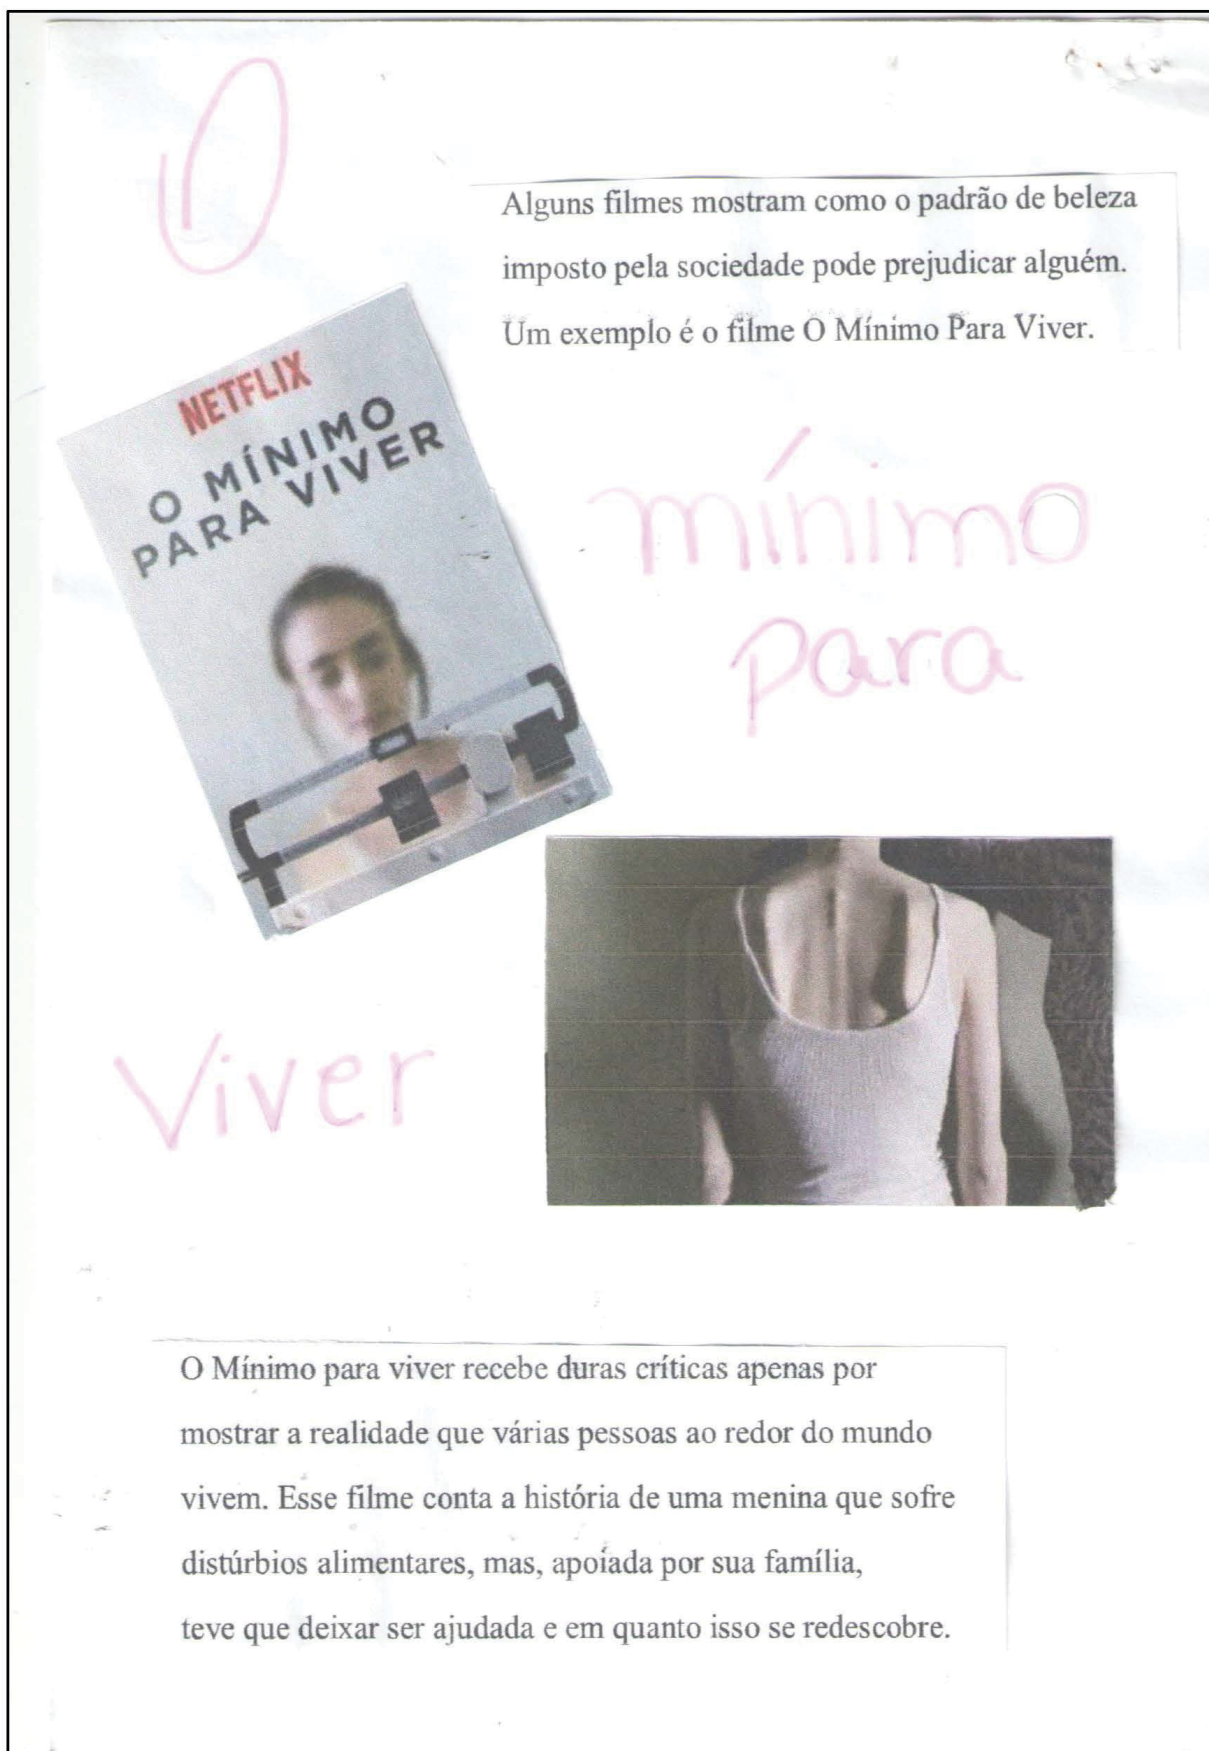 O
Alguns filmes mostram como o padrão de beleza
imposto pela sociedade pode prejudicar alguém.
Um exemplo é o filme O Mínimo Para Viver.
NETFLIX
O MÍNIMO
PARA VIVER
mínimo
para
Viver
O Mínimo para viver recebe duras críticas apenas por
mostrar a realidade que várias pessoas ao redor do mundo
vivem. Esse filme conta a história de uma menina que sofre
distúrbios alimentares, mas, apoiada por sua família,
teve que deixar ser ajudada e em quanto isso se redescobre.